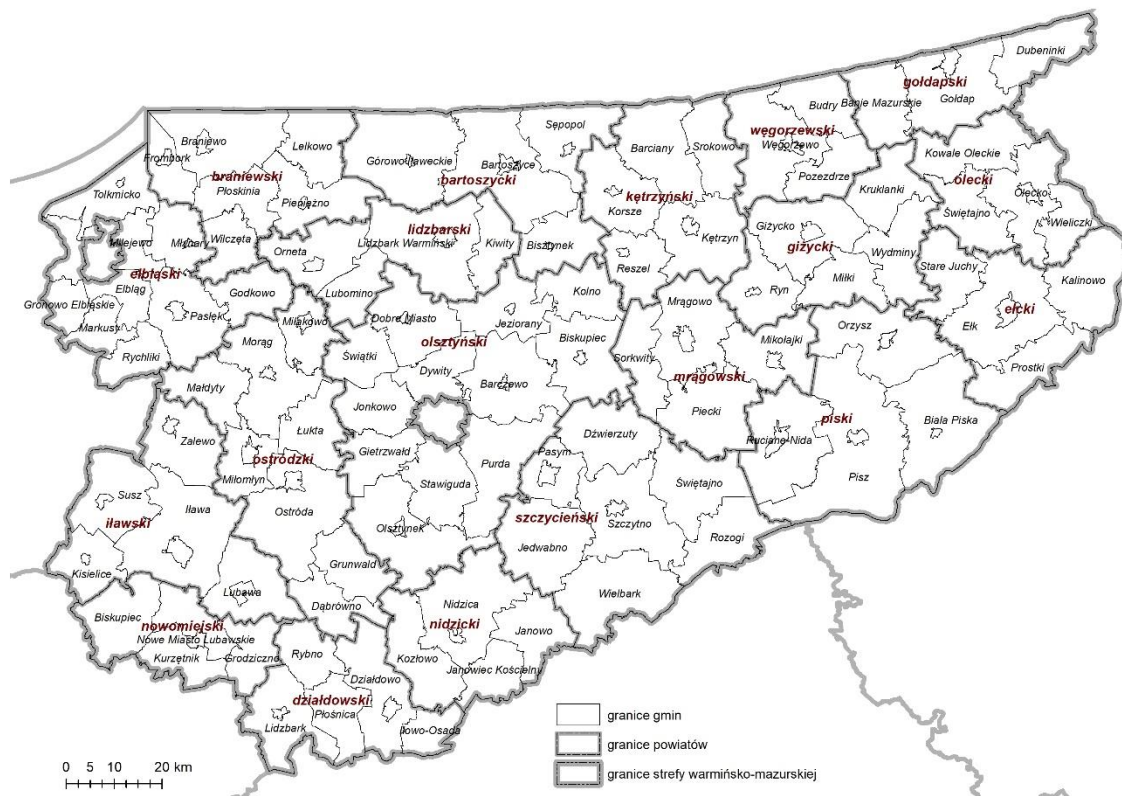 Dubeninki
gołdapski
Gołdap
Banie Mazurskie
Budry
węgorzewski
Węgorzewo
Pozezdrze
Sępopol
Srokowo
Barciany
Lelkowo
Braniewo
Frombork
braniewski
Płoskinia
Pieniężno
Górowo Iławeckie
Bartoszyce
bartoszycki
kętrzyński
Korsze
Kętrzyn
Reszel
Kowale Oleckie
olecki
Olecko
Świętajno
Wieliczki
Kruklanki
Giżycko
giżycki
Wydminy
Miłki
Ryn
Tolkmicko
Milejewo
Młynary
Wilczęta
elbląski
Elbląg
Gronowo Elbląskie
Markusy
Pasłęk
Godkowo
Rychliki
lidzbarski
Lidzbark Warmiński
Kiwity
Orneta
Lubomino
Bisztynek
Stare Juchy
Kalinowo
ełcki
Ełk
Prostki
Kolno
Jeziorany
Dobre Miasto
olsztyński
Biskupiec
Świątki
Dywity
Barczewo
Jonkowo
Mrągowo
Sorkwity
Mikołajki
mrągowski
Piecki
Orzysz
piski
Ruciane-Nida
Biała Piska
Pisz
Miłakowo
Morąg
Małdyty
Zalewo
Łukta
ostródzki
Miłomłyn
Ostróda
Grunwald
Dąbrówno
Gietrzwałd
Stawiguda
Purda
Olsztynek
Dźwierzuty
Pasym
Świętajno
szczycieński
Szczytno
Jedwabno
Rozogi
Wielbark
Susz
Iława
iławski
Kisielice
Lubawa
Biskupiec
nowomiejski
Nowe Miasto Lubawskie
Kurzętnik
Grodziczno
Nidzica
nidzicki
Janowo
Kozłowo
Janowiec Kościelny
Rybno
Działdowo
działdowski
Płośnica
Lidzbark
Iłowo-Osada
granice gmin
granice powiatów
granice strefy warmińsko-mazurskiej
0 5 10 20 km